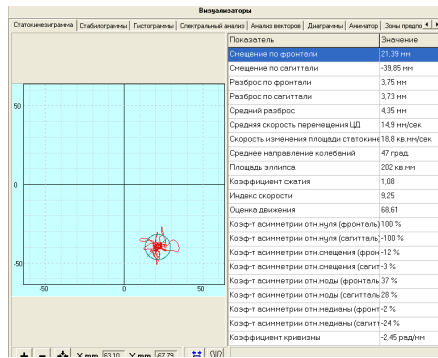 Визуализаторы
Статокинезиграмма Стабилограммы Гистограммы Спектральный анализ Анализ векторов Диаграммы Аниматор Зоны предпо
Показатель Значение
Смещение по фронтали 21,39 мм
Смещение по сагиттали -39,85 мм
Разброс по фронтали 3,75 мм
Разброс по сагиттали 3,73 мм
Средний разброс 4,35 мм
Средняя скорость перемещения ЦД 14,9 мм/сек
Скорость изменения площади статокине 18,8 кв.мм/сек
Среднее направление колебаний 47 град.
Площадь эллипса 202 кв.мм
Коэффициент сжатия 1,08
Индекс скорости 9,25
Оценка движения 68,61
Коэф-т асимметрии отн.нуля (фронталь) 100 %
Коэф-т асимметрии отн.нуля (сагитталь) -100 %
Коэф-т асимметрии отн.смещения (фрон -12 %
Коэф-т асимметрии отн.смещения (сагит -3 %
Коэф-т асимметрии отн.моды (фронталь 37 %
Коэф-т асимметрии отн.моды (сагитталь 28 %
Коэф-т асимметрии отн.медианы (фронт -2 %
Коэф-т асимметрии отн.медианы (сагит -24 %
Коэффициент кривизны -2,45 рад/мм
50
0
-50
-50 0 50
X,мм 63,10 Y,мм 67,79